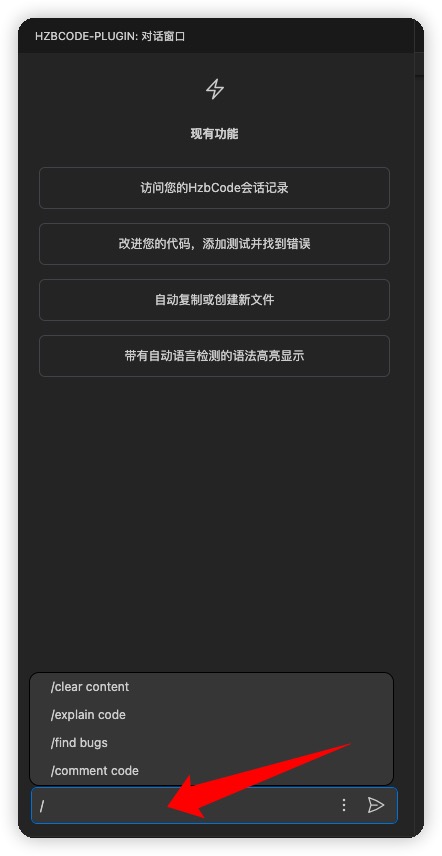 HZBCODE-PLUGIN: 对话窗口
现有功能
访问您的HzbCode会话记录
改进您的代码，添加测试并找到错误
自动复制或创建新文件
带有自动语言检测的语法高亮显示
/clear content
/explain code
/find bugs
/comment code
/